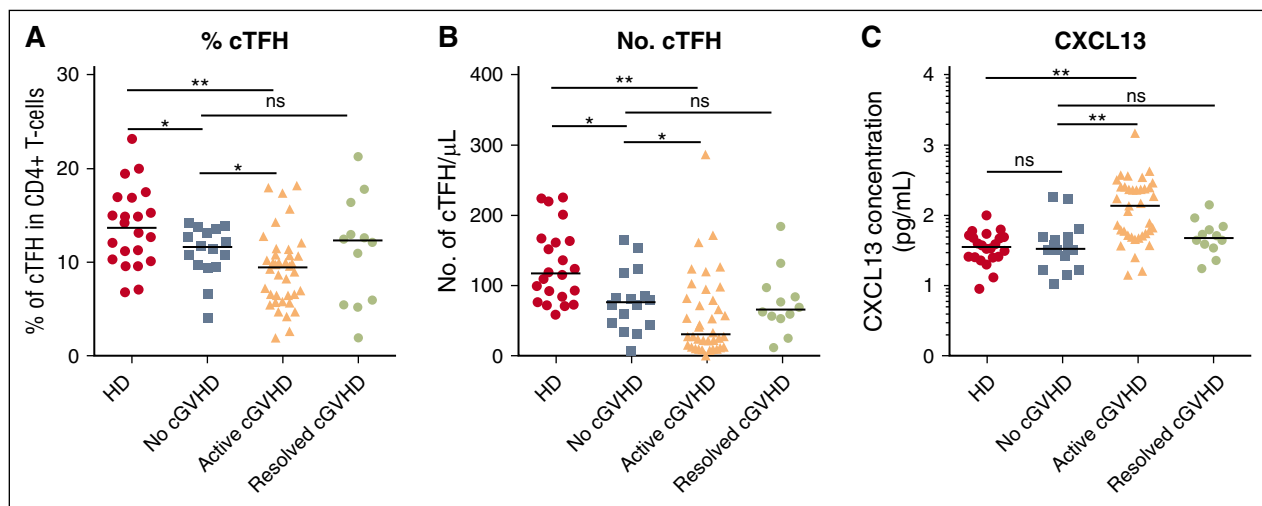 A
% cTFH
% of cTFH in CD4+ T-cells
30
20
10
0
**
ns
*
*
HD
No cGVHD
Active cGVHD
Resolved cGVHD
B
No. cTFH
No. of cTFH/μL
400
300
200
100
0
**
ns
*
*
HD
No cGVHD
Active cGVHD
Resolved cGVHD
C
CXCL13
CXCL13 concentration
(pg/mL)
4
3
2
1
0
**
ns
**
ns
HD
No cGVHD
Active cGVHD
Resolved cGVHD